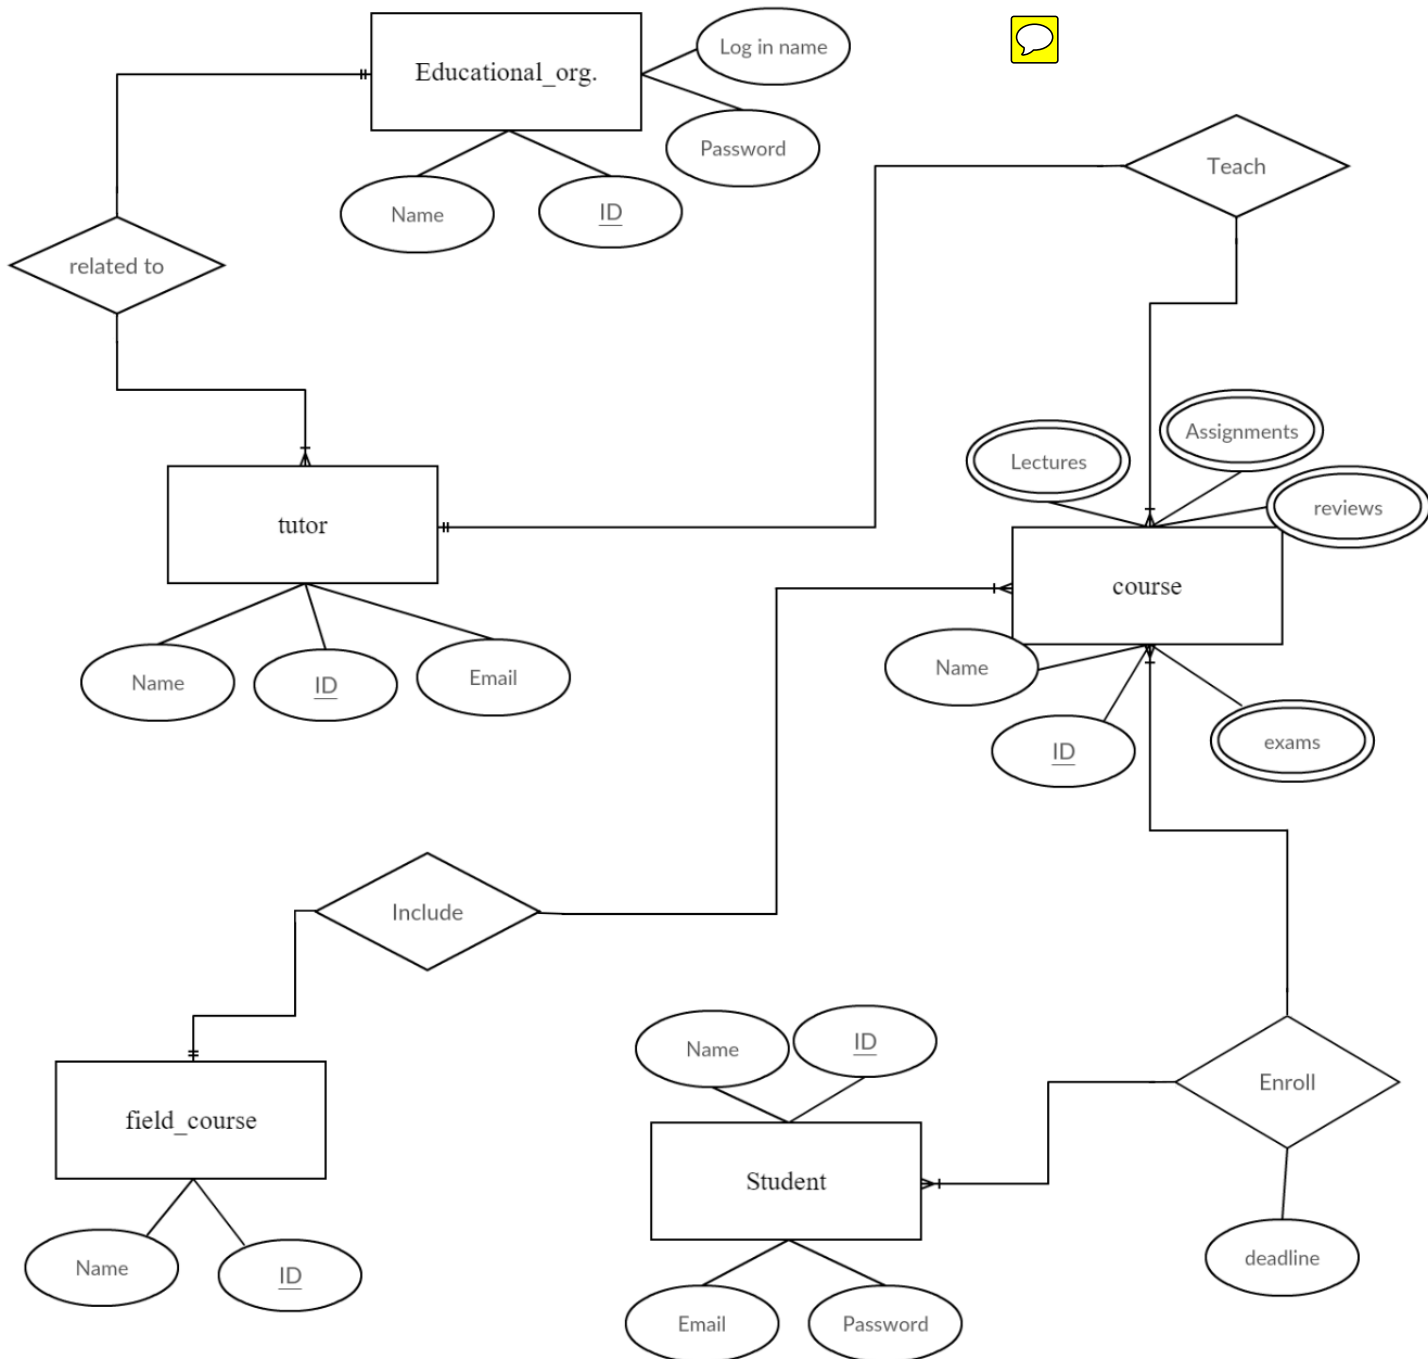 Educational_org.
Log in name
Password
Name
ID
Teach
related to
Lectures
Assignments
reviews
tutor
course
Name
ID
Email
Name
ID
exams
Include
Enroll
Name
ID
field_course
Student
Name
ID
Email
Password
deadline